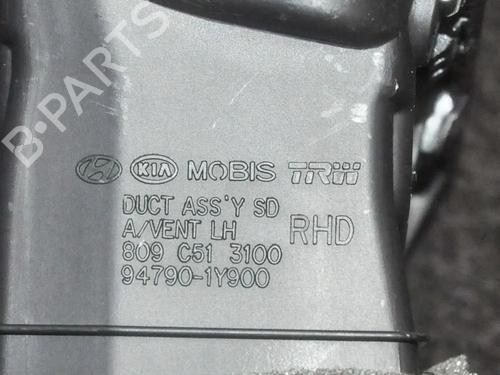 B-PARTS
KIA MOBIS TRW
DUCT ASS'Y SD
A/VENT LH RHD
809 C51 3100
94790-1Y900